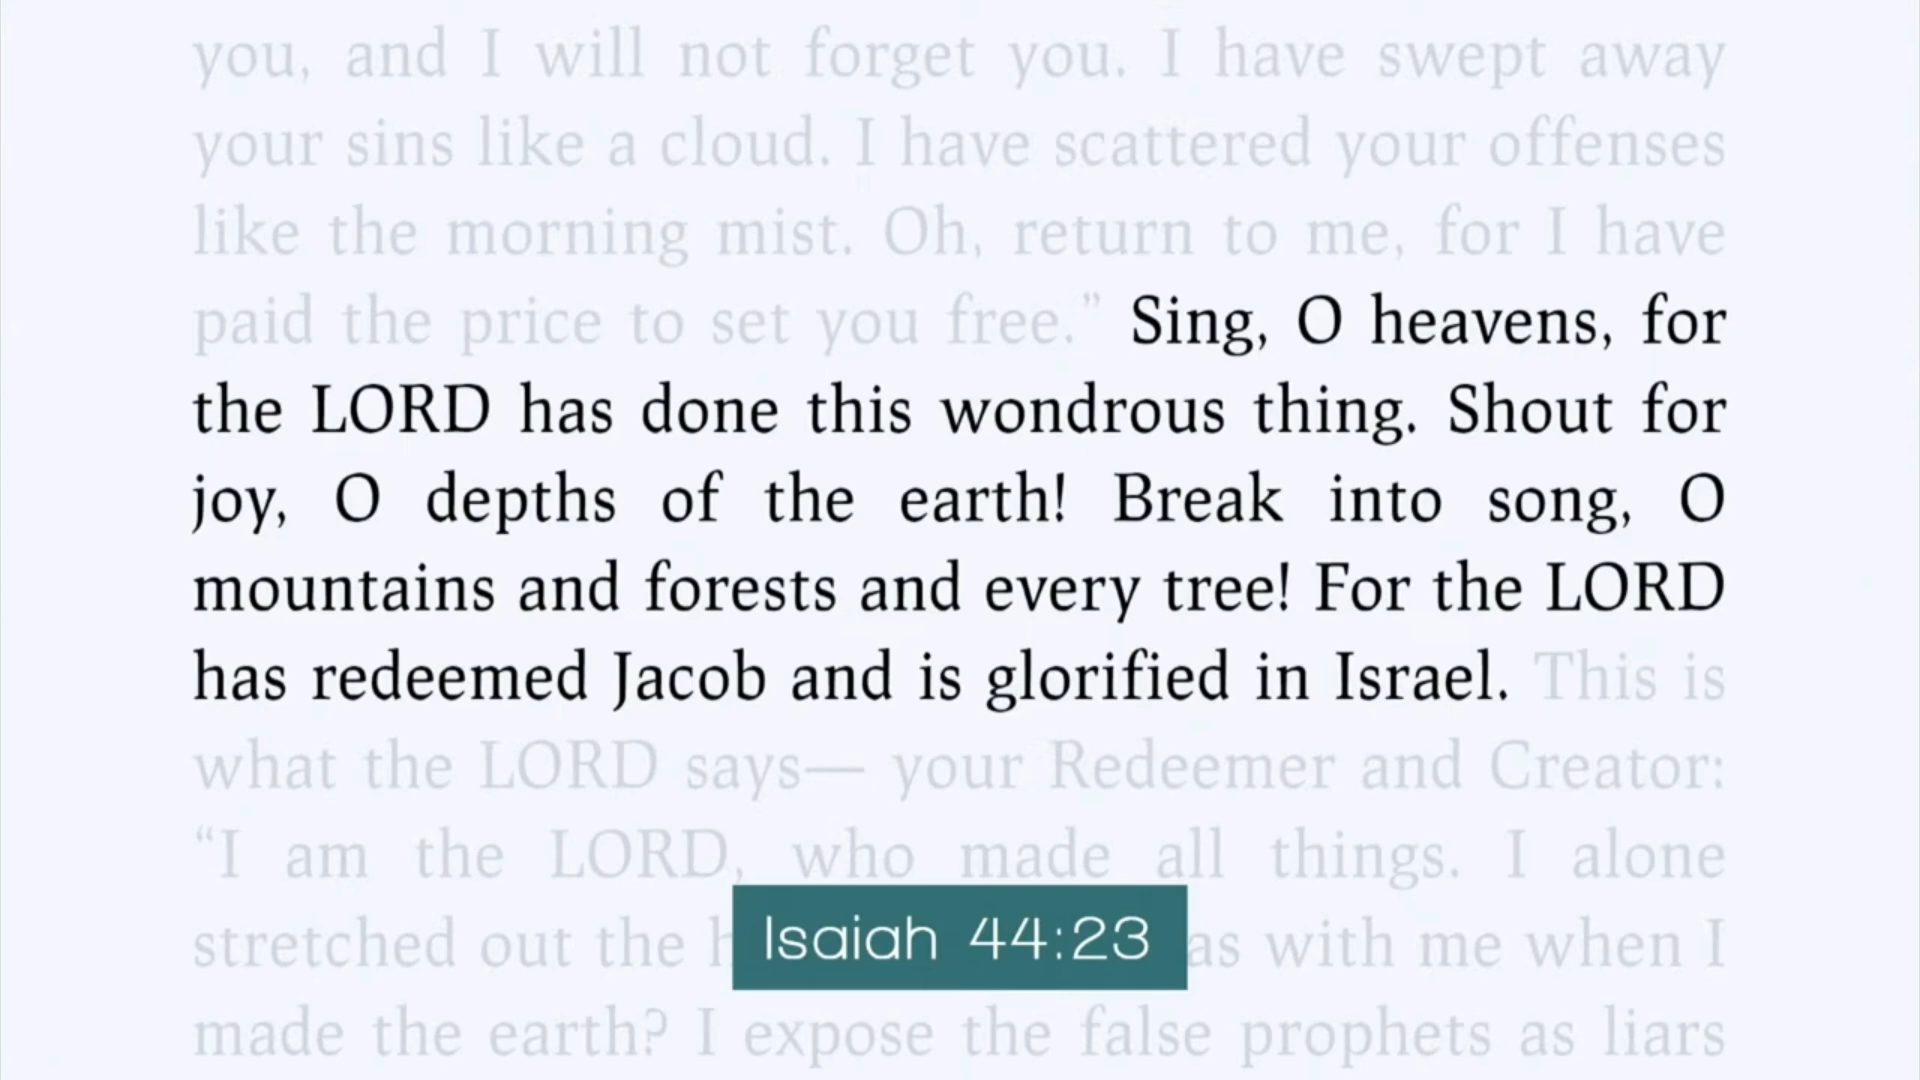 you, and I will not forget you. I have swept away
your sins like a cloud. I have scattered your offenses
like the morning mist. Oh, return to me, for I have
paid the price to set you free.” Sing, O heavens, for
the LORD has done this wondrous thing. Shout for
joy, O depths of the earth! Break into song, O
mountains and forests and every tree! For the LORD
has redeemed Jacob and is glorified in Israel. This is
what the LORD says— your Redeemer and Creator:
“I am the LORD, who made all things. I alone
stretched out the
Isaiah 44:23
with me when I
made the earth? I expose the false prophets as liars